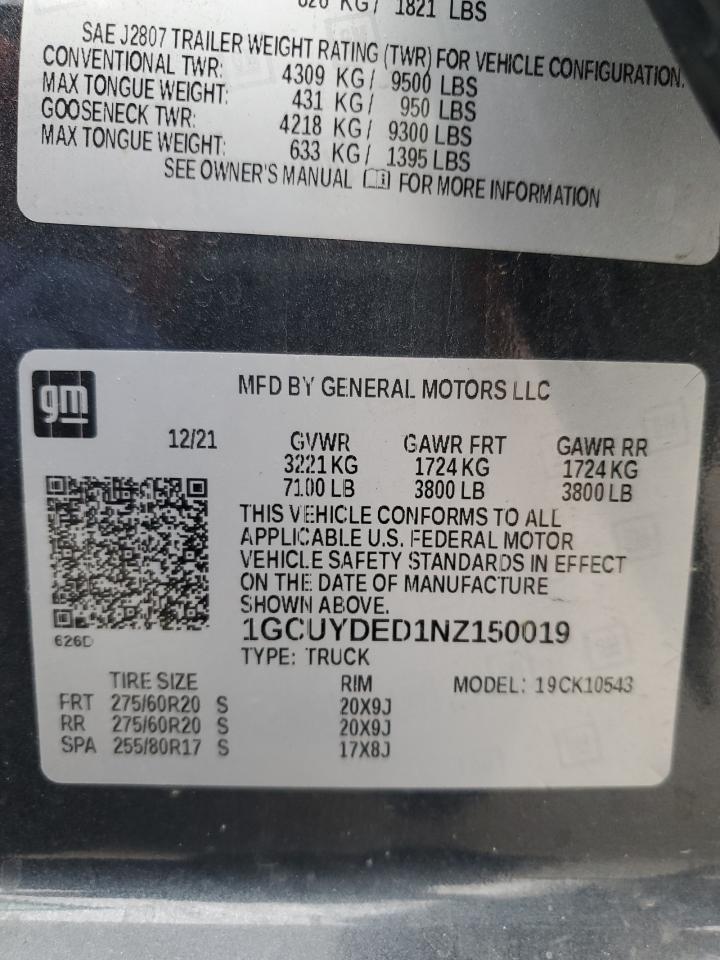 826 KG / 1821 LBS
SAE J2807 TRAILER WEIGHT RATING (TWR) FOR VEHICLE CONFIGURATION.
CONVENTIONAL TWR: 4309 KG / 9500 LBS
MAX TONGUE WEIGHT: 431 KG / 950 LBS
GOOSENECK TWR: 4218 KG / 9300 LBS
MAX TONGUE WEIGHT: 633 KG / 1395 LBS
SEE OWNER'S MANUAL FOR MORE INFORMATION
gm
MFD BY GENERAL MOTORS LLC
12/21 GVWR GAWR FRT GAWR RR
3221 KG 1724 KG 1724 KG
7100 LB 3800 LB 3800 LB
THIS VEHICLE CONFORMS TO ALL
APPLICABLE U.S. FEDERAL MOTOR
VEHICLE SAFETY STANDARDS IN EFFECT
ON THE DATE OF MANUFACTURE
SHOWN ABOVE.
626D
1GCUYDED1NZ150019
TYPE: TRUCK
TIRE SIZE RIM MODEL: 19CK10543
FRT 275/60R20 S 20X9J
RR 275/60R20 S 20X9J
SPA 255/80R17 S 17X8J